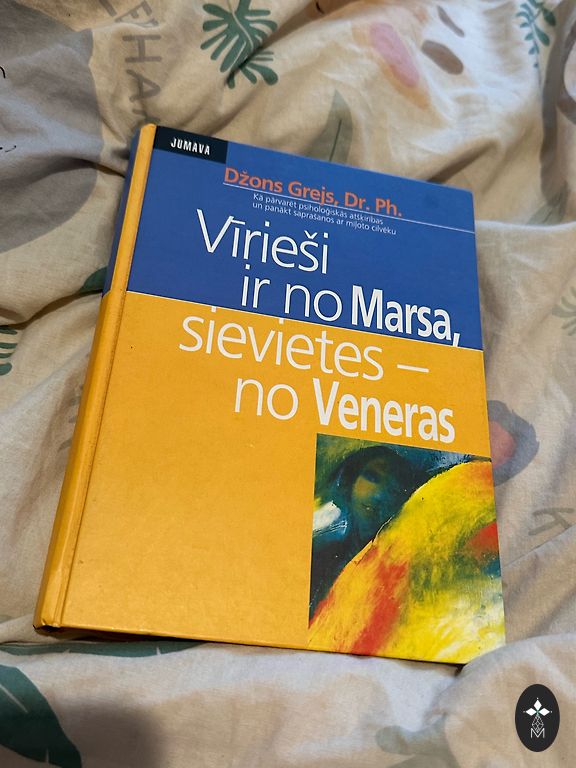 JUMAVA
Džons Grejs, Dr. Ph.
Kā pārvarēt psiholoģiskās atšķirības
un panākt saprašanos ar mīļoto cilvēku
Vīrieši
ir no Marsa,
sievietes –
no Veneras